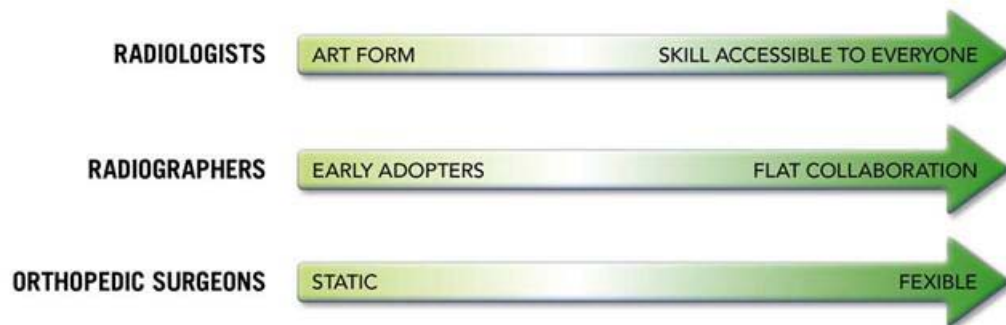 RADIOLOGISTS ART FORM SKILL ACCESSIBLE TO EVERYONE
RADIOGRAPHERS EARLY ADOPTERS FLAT COLLABORATION
ORTHOPEDIC SURGEONS STATIC FEXIBLE